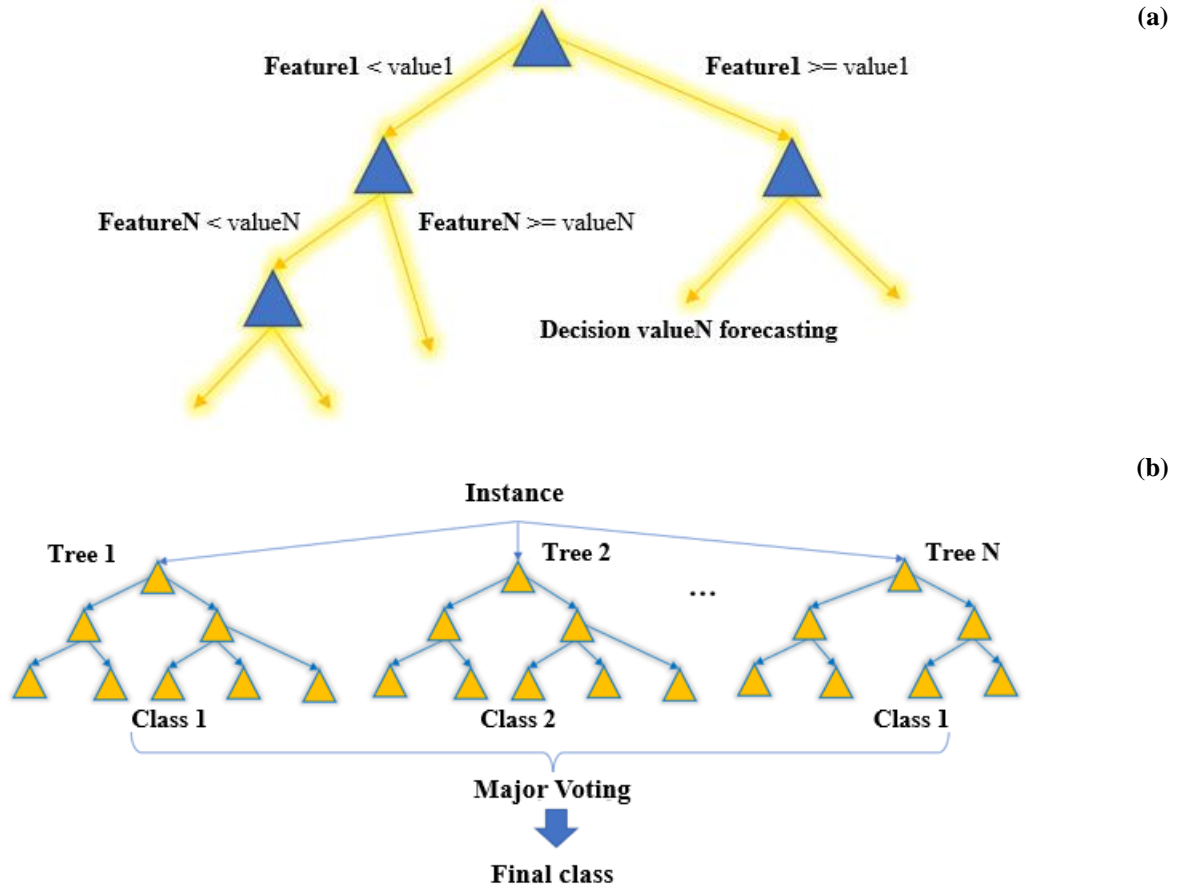 (a)
Feature1 < value1
Feature1 >= value1
FeatureN < valueN
FeatureN >= valueN
Decision valueN forecasting
(b)
Instance
Tree 1
Tree 2
Tree N
...
Class 1
Class 2
Class 1
Major Voting
Final class